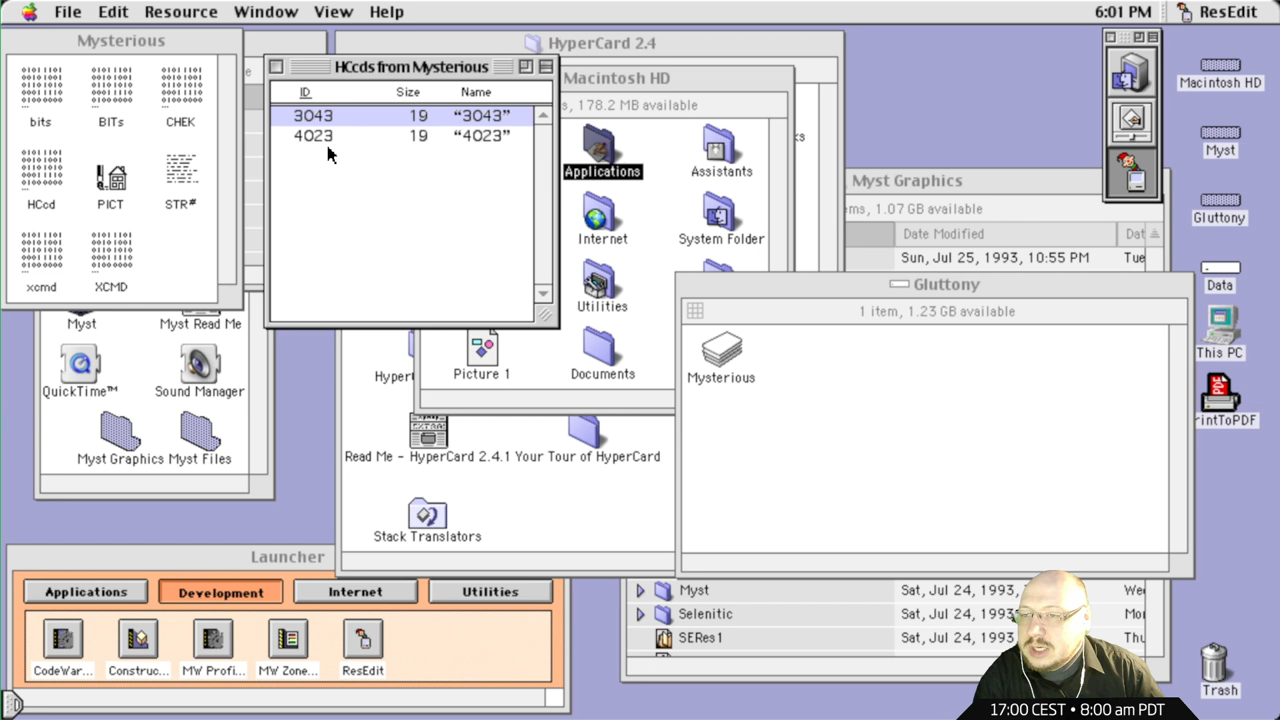 File Edit Resource Window View Help 6:01 PM ResEdit
Mysterious
bits BITs CHEK
HCcd PICT STR#
xcmd XCMD
HCcds from Mysterious
ID Size Name
3043 19 “3043”
4023 19 “4023”
HyperCard 2.4
Macintosh HD
s, 178.2 MB available
Applications Assistants
Internet System Folder
Utilities
Picture 1 Documents
Myst Graphics
ems, 1.07 GB available
Date Modified Dat
Sun, Jul 25, 1993, 10:55 PM Tue
Gluttony
1 item, 1.23 GB available
Mysterious
Myst Myst Read Me
QuickTime™ Sound Manager
Myst Graphics Myst Files
Hyper
Read Me – HyperCard 2.4.1 Your Tour of HyperCard
Stack Translators
Launcher
Applications Development Internet Utilities
CodeWar... Construc... MW Profi... MW Zone... ResEdit
Myst Sat, Jul 24, 1993, We
Selenitic Sat, Jul 24, 1993, Mor
SERes1 Sat, Jul 24, 1993, Thu
Macintosh HD
Myst
Gluttony
Data
This PC
PDF
rintToPDF
Trash
17:00 CEST • 8:00 am PDT